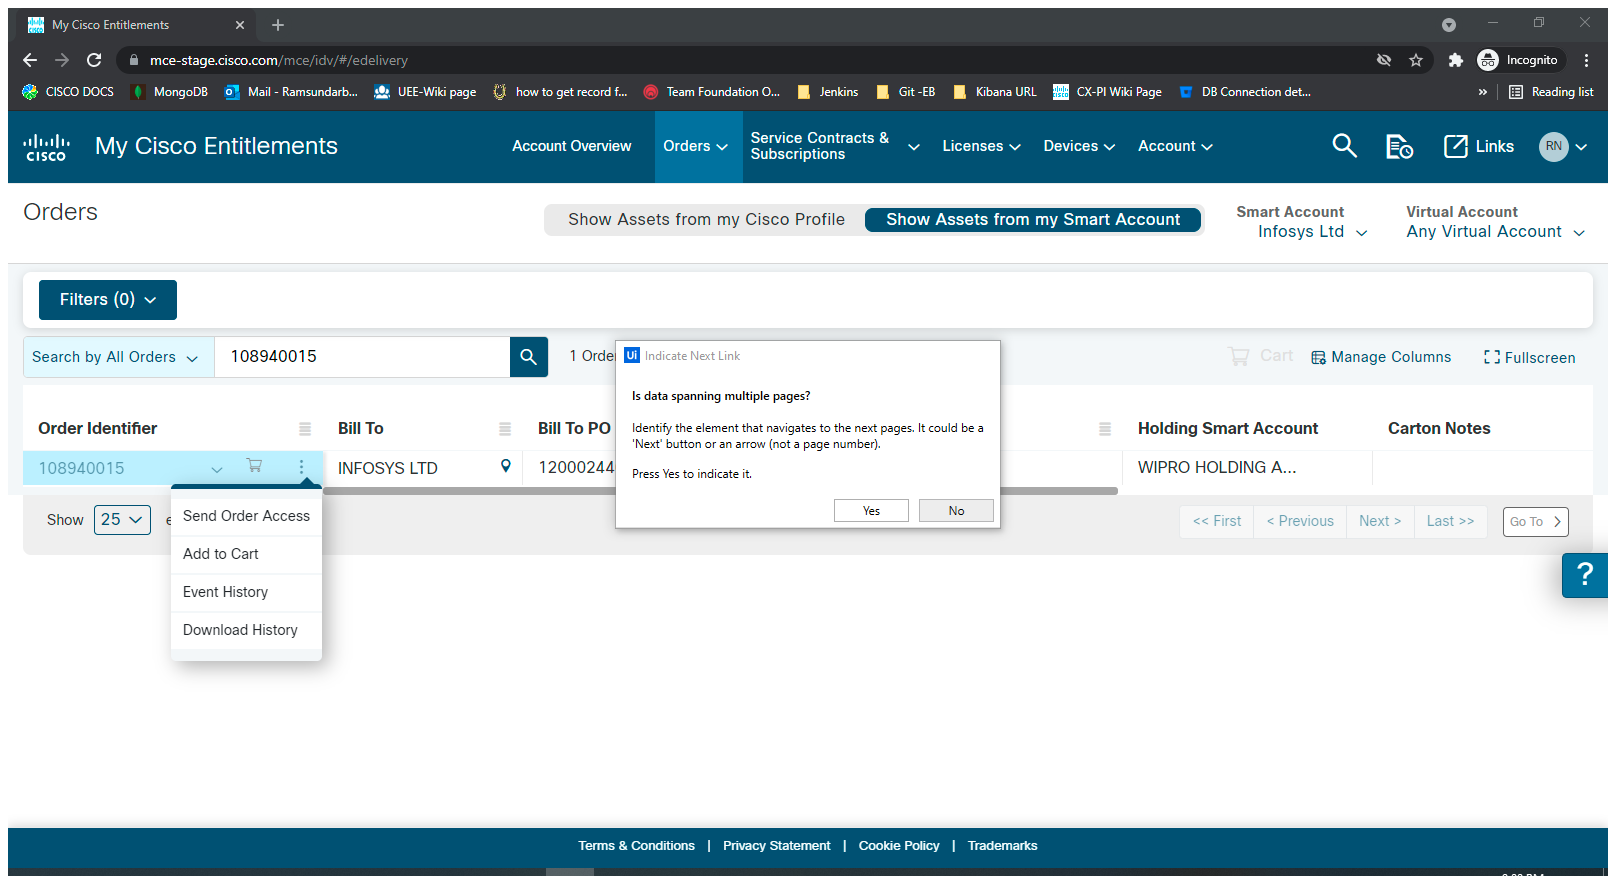 My Cisco Entitlements
mce-stage.cisco.com/mce/idv/#/edelivery
Incognito
CISCO DOCS
MongoDB
Mail - Ramsundarb...
UEE-Wiki page
how to get record f...
Team Foundation O...
Jenkins
Git -EB
Kibana URL
CX-PI Wiki Page
DB Connection det...
»
Reading list
CISCO
My Cisco Entitlements
Account Overview
Orders
Service Contracts &
Subscriptions
Licenses
Devices
Account
Links
RN
Orders
Show Assets from my Cisco Profile
Show Assets from my Smart Account
Smart Account
Infosys Ltd
Virtual Account
Any Virtual Account
Filters (0)
Search by All Orders
108940015
1 Orde
Cart
Manage Columns
Fullscreen
Ui Indicate Next Link
Is data spanning multiple pages?
Identify the element that navigates to the next pages. It could be a
'Next' button or an arrow (not a page number).
Press Yes to indicate it.
Yes
No
Order Identifier
Bill To
Bill To PO
Holding Smart Account
Carton Notes
108940015
INFOSYS LTD
12000244
WIPRO HOLDING A...
Show
25
e
<< First
< Previous
Next >
Last >>
Go To
Send Order Access
Add to Cart
Event History
Download History
?
Terms & Conditions | Privacy Statement | Cookie Policy | Trademarks